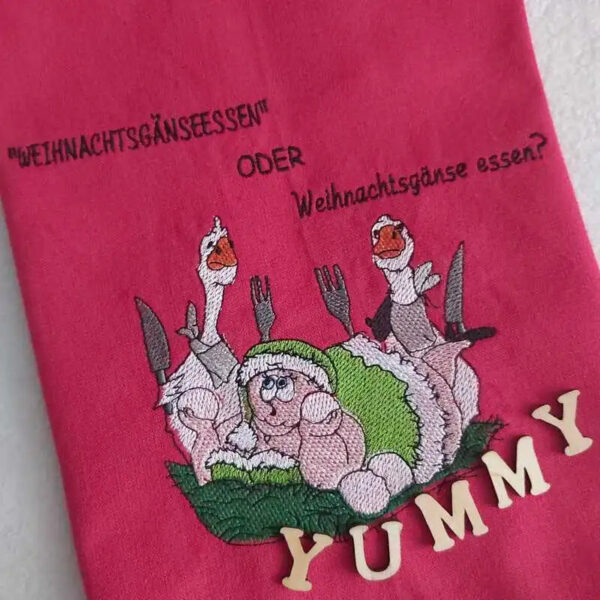 "WEIHNACHTSGÄNSEESSEN"
ODER
Weihnachtsgänse essen?
YUMMY